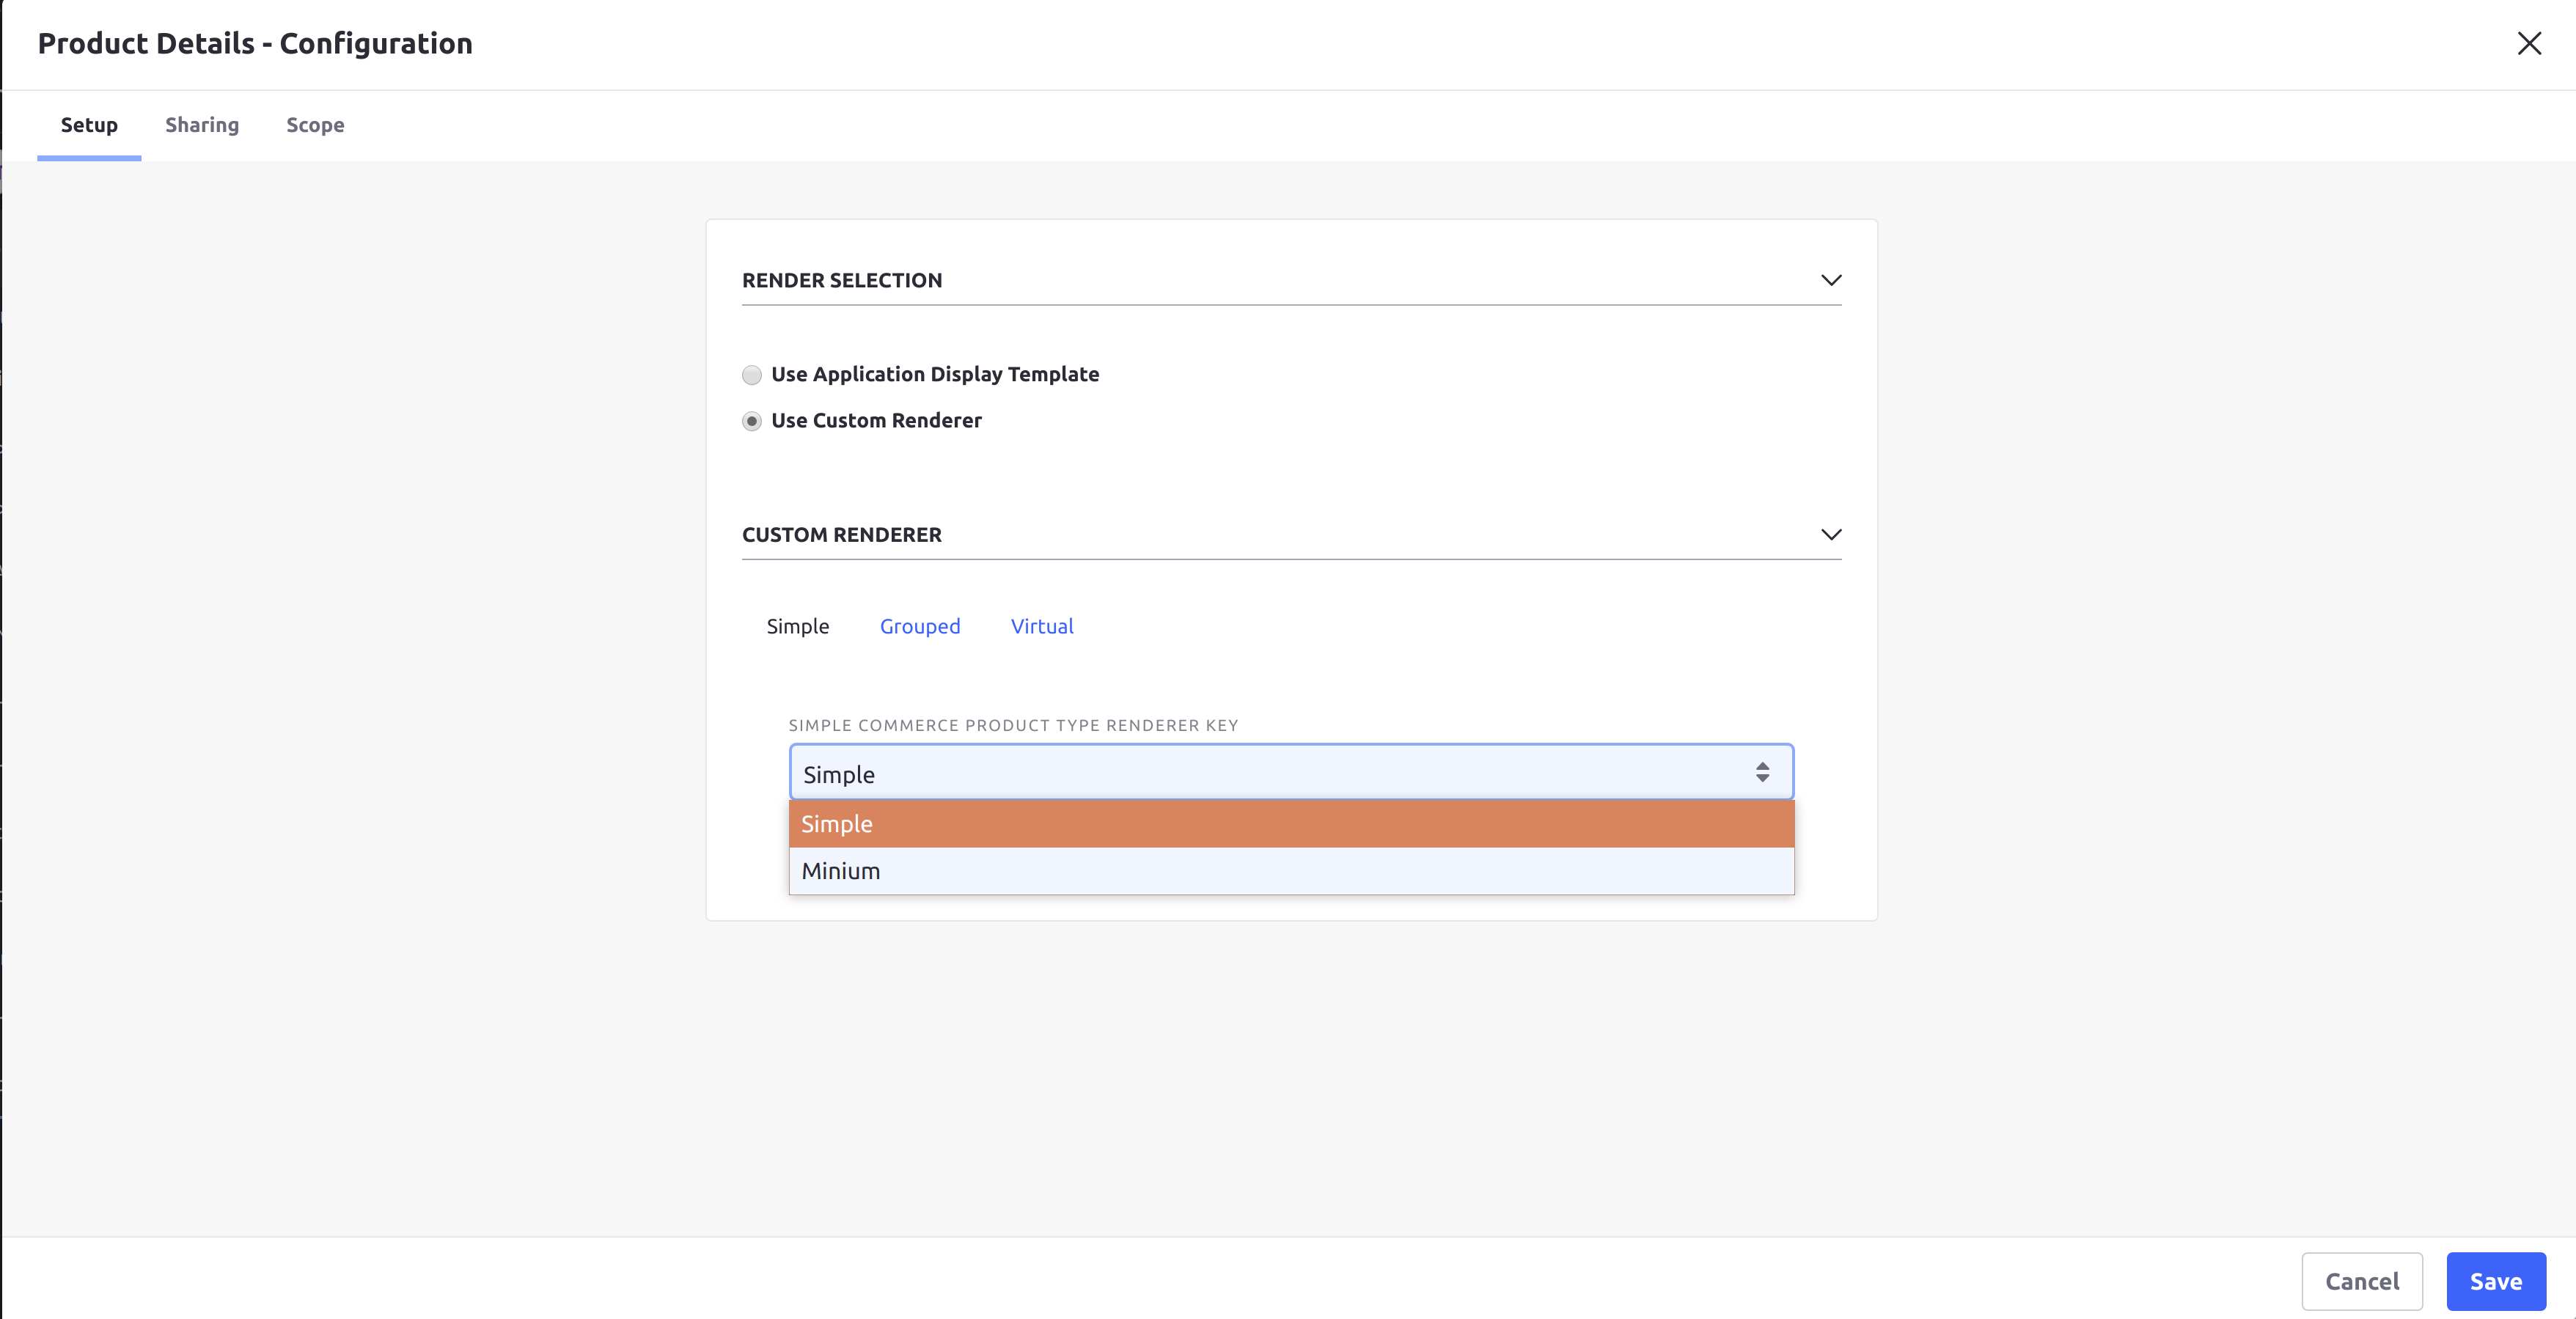 Product Details - Configuration
Setup Sharing Scope
RENDER SELECTION
Use Application Display Template
Use Custom Renderer
CUSTOM RENDERER
Simple Grouped Virtual
SIMPLE COMMERCE PRODUCT TYPE RENDERER KEY
Simple
Simple
Minium
Cancel Save